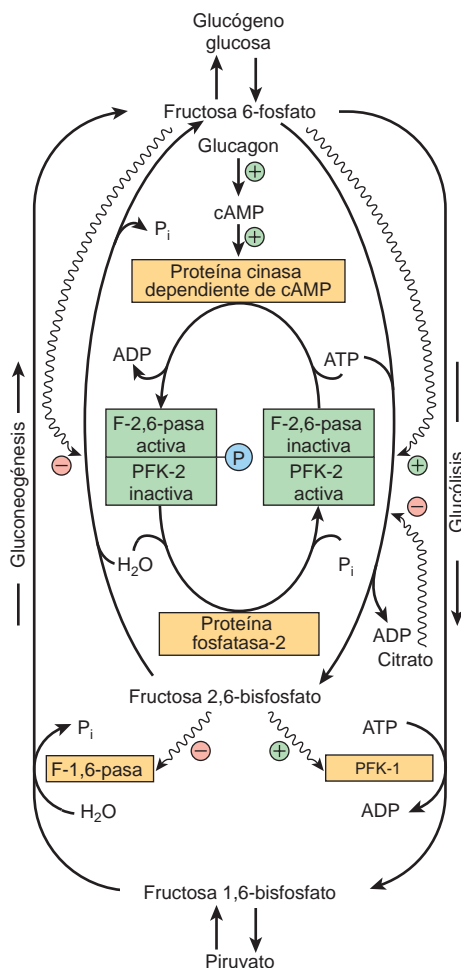 Glucógeno
glucosa
Fructosa 6-fosfato
Glucagon
+
cAMP
+
Proteína cinasa
dependiente de cAMP
Pi
ADP
ATP
F-2,6-pasa
activa
PFK-2
inactiva
P
F-2,6-pasa
inactiva
PFK-2
activa
Gluconeogénesis
−
+
−
Glucólisis
H2O
Pi
Proteína
fosfatasa-2
ADP
Citrato
Fructosa 2,6-bisfosfato
Pi
−
+
ATP
F-1,6-pasa
PFK-1
H2O
ADP
Fructosa 1,6-bisfosfato
Piruvato